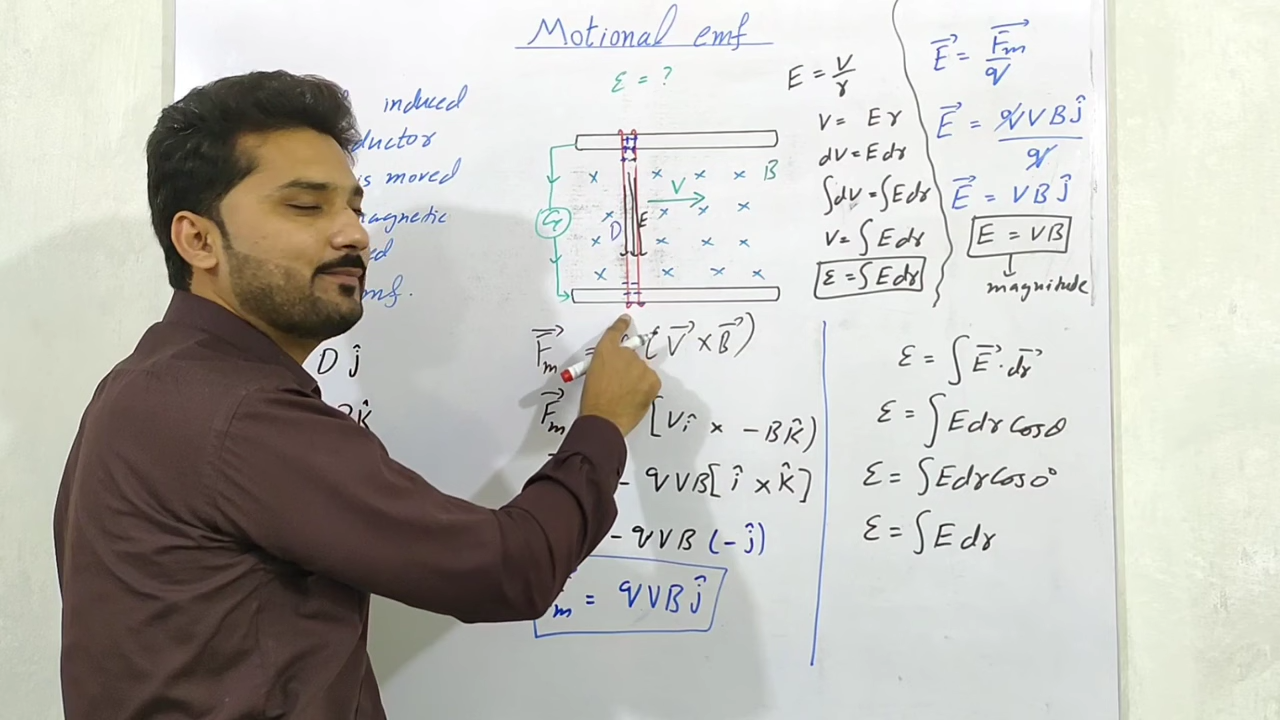 Motional emf
ε = ?
induced
ductor
is moved
agnetic
ed
mf.
D ĵ
K̂
B
V
G
D
E
F⃗m = (V⃗ × B⃗)
F⃗m [Vî × -BK̂)
- qVB[î × K̂]
- qVB (-ĵ)
m = qVBĵ
E = V/r
V = Er
dV = Edr
∫dV = ∫Edr
V = ∫Edr
ε = ∫Edr
E⃗ = F⃗m/q
E⃗ = qVBĵ/q
E⃗ = VBĵ
E = VB
magnitude
ε = ∫E⃗.dr⃗
ε = ∫Edr Cosθ
ε = ∫Edr Cos0°
ε = ∫Edr